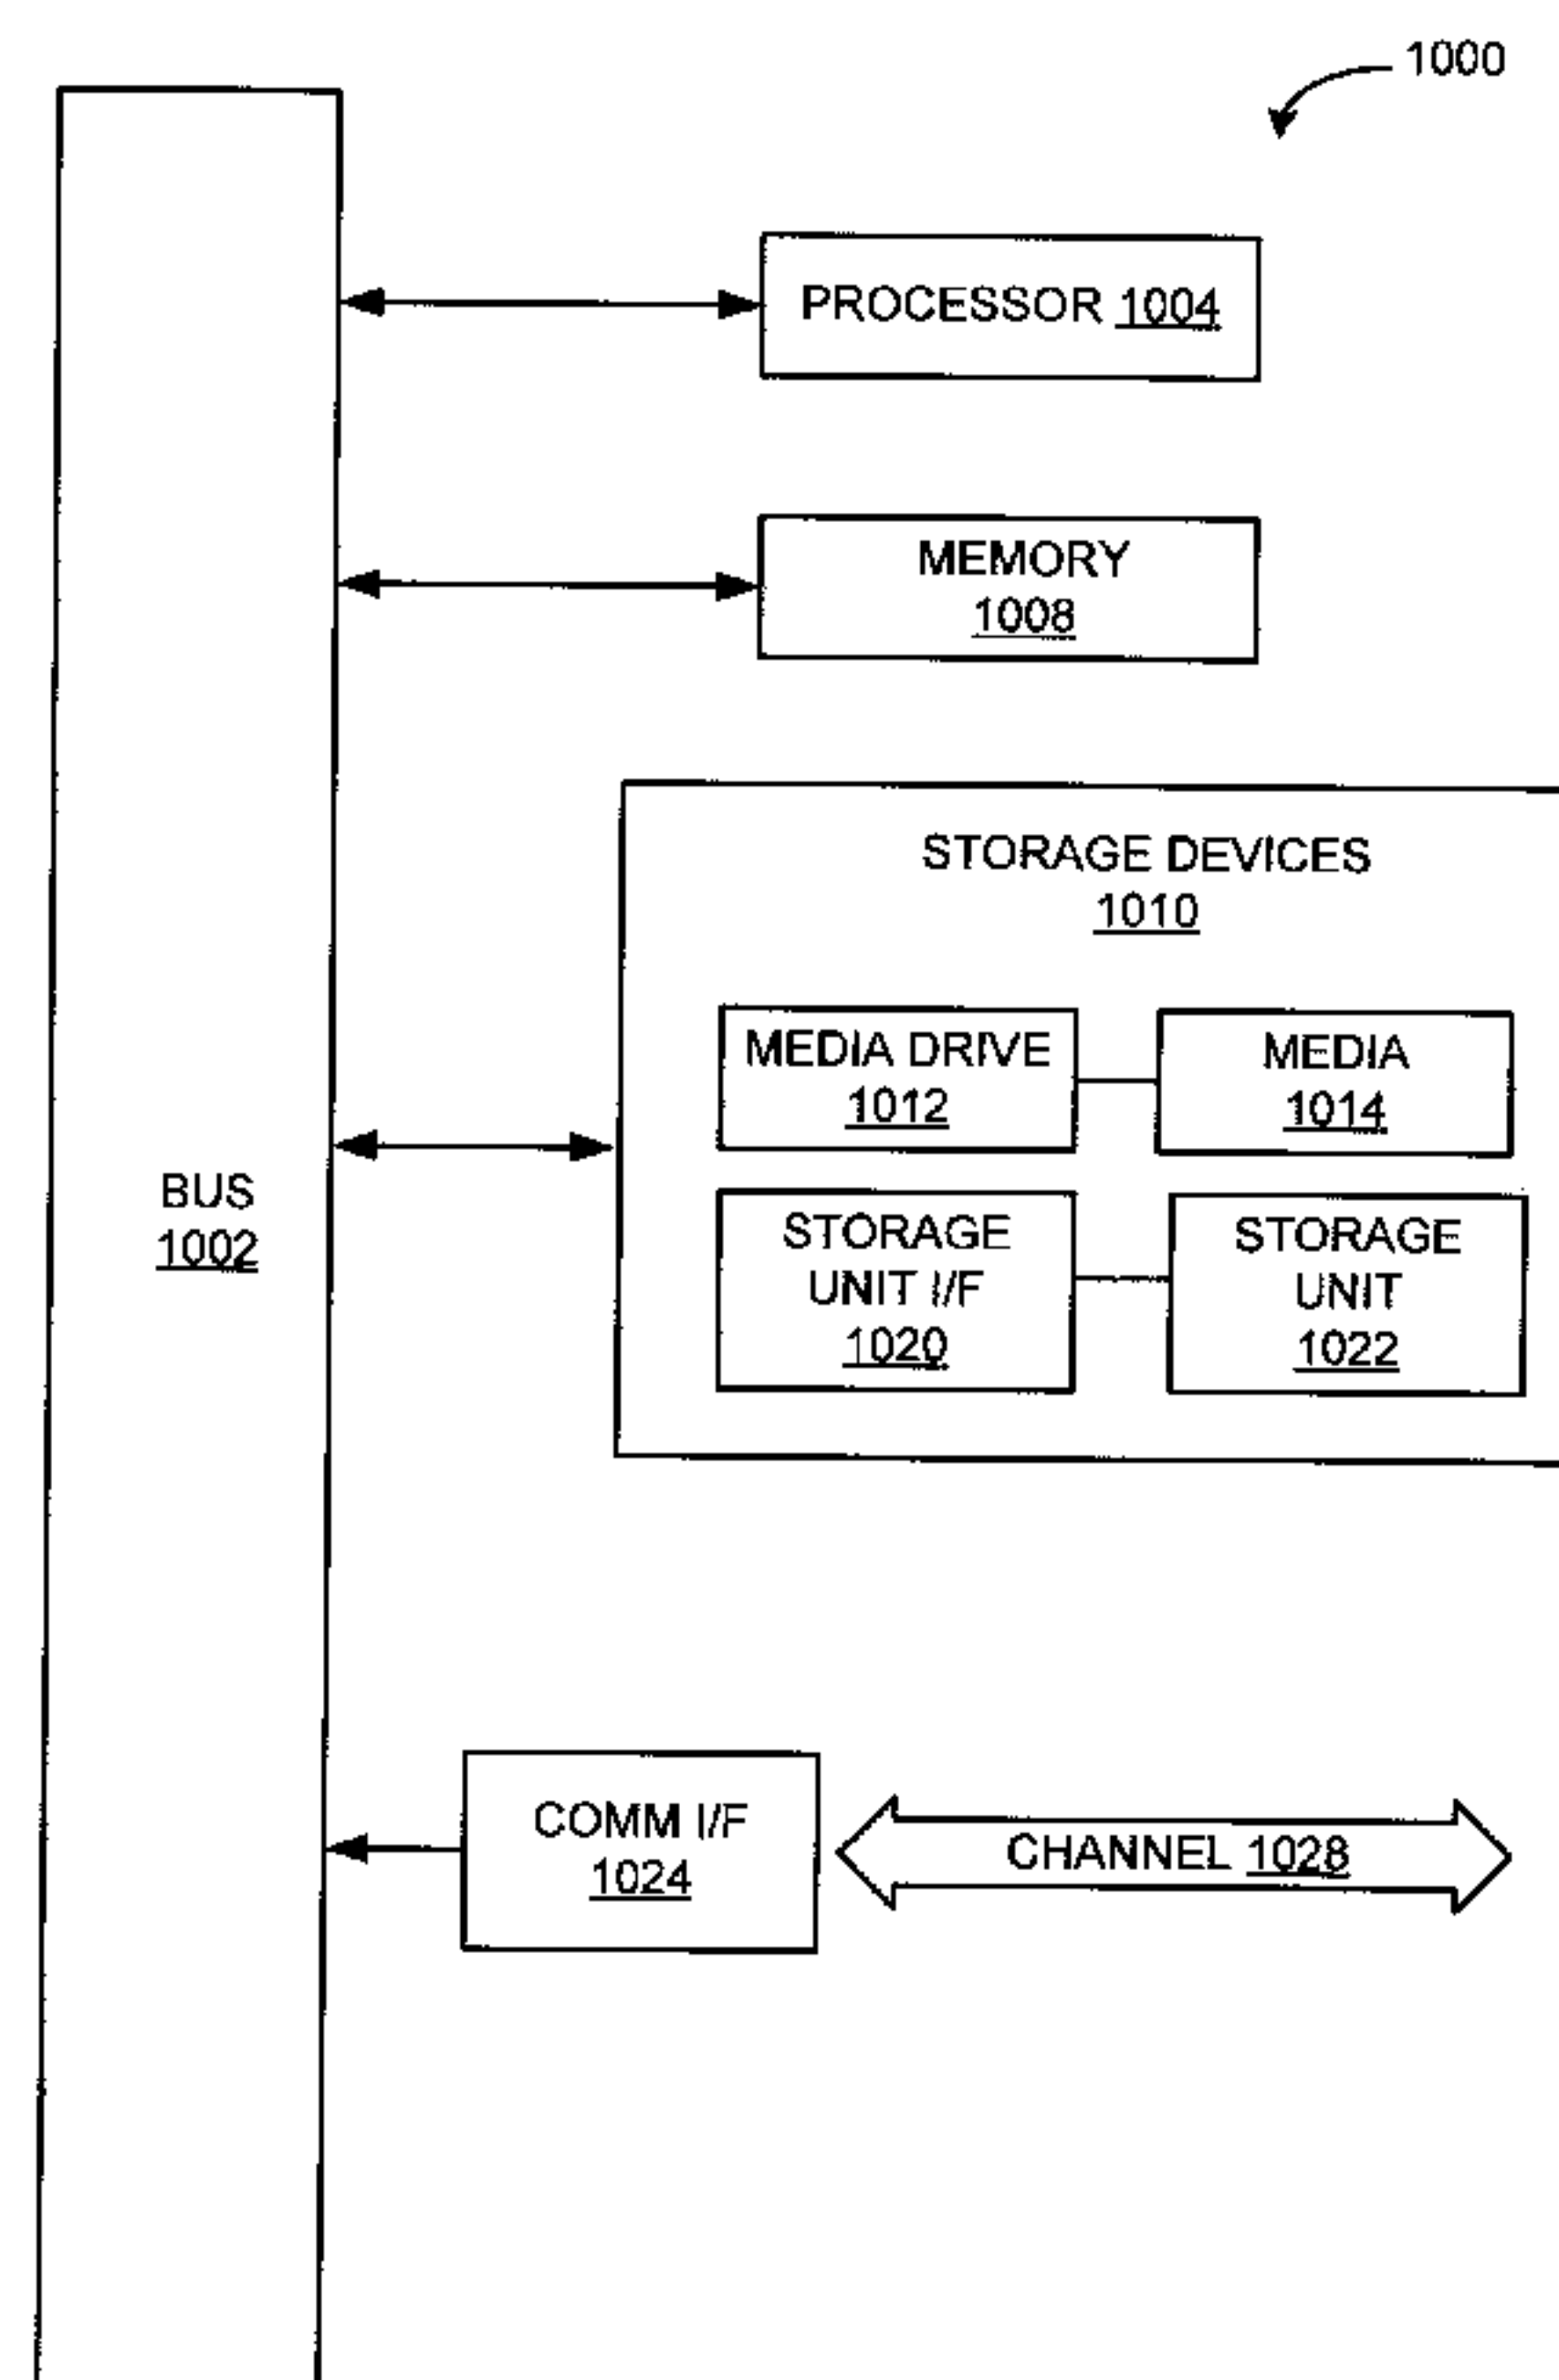 1000
PROCESSOR 1004
MEMORY
1008
STORAGE DEVICES
1010
MEDIA DRIVE
1012
MEDIA
1014
STORAGE
UNIT I/F
1020
STORAGE
UNIT
1022
BUS
1002
COMM I/F
1024
CHANNEL 1028